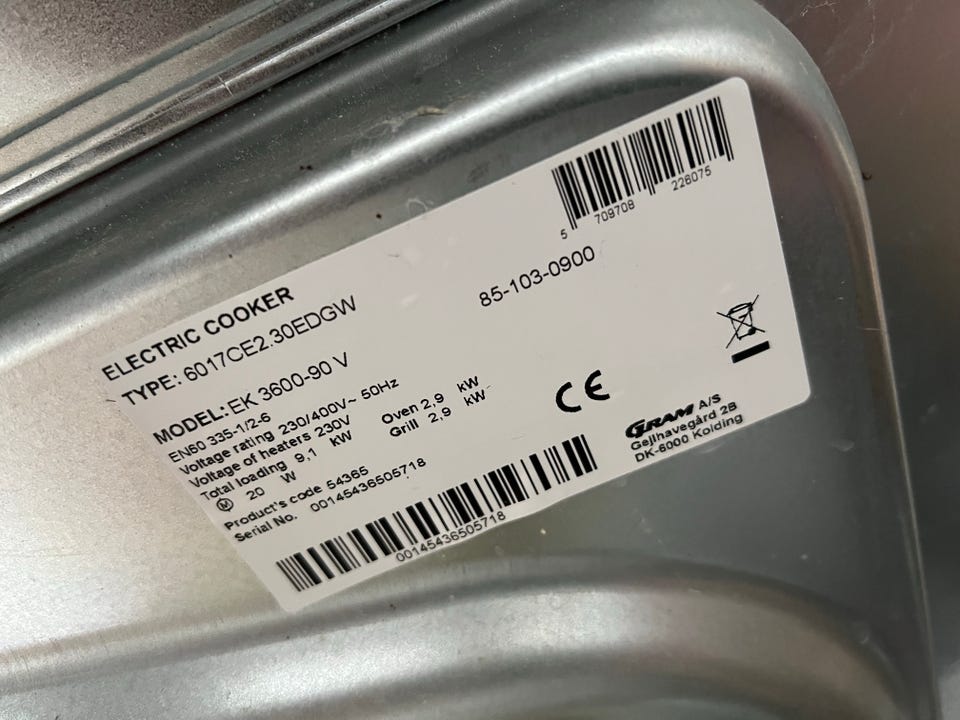 5 709708 228075
ELECTRIC COOKER
TYPE: 6017CE2.30EDGW
85-103-0900
MODEL: EK 3600-90 V
EN60 335-1/2-6
Voltage rating 230/400V~ 50Hz
Voltage of heaters 230V
Oven 2,9 kW
Total loading 9,1 kW
Grill 2,9 kW
M 20 W
CE
GRAM A/S
Gejlhavegård 2B
DK-6000 Kolding
Product's code 54365
Serial No. 00145436505718
00145436505718